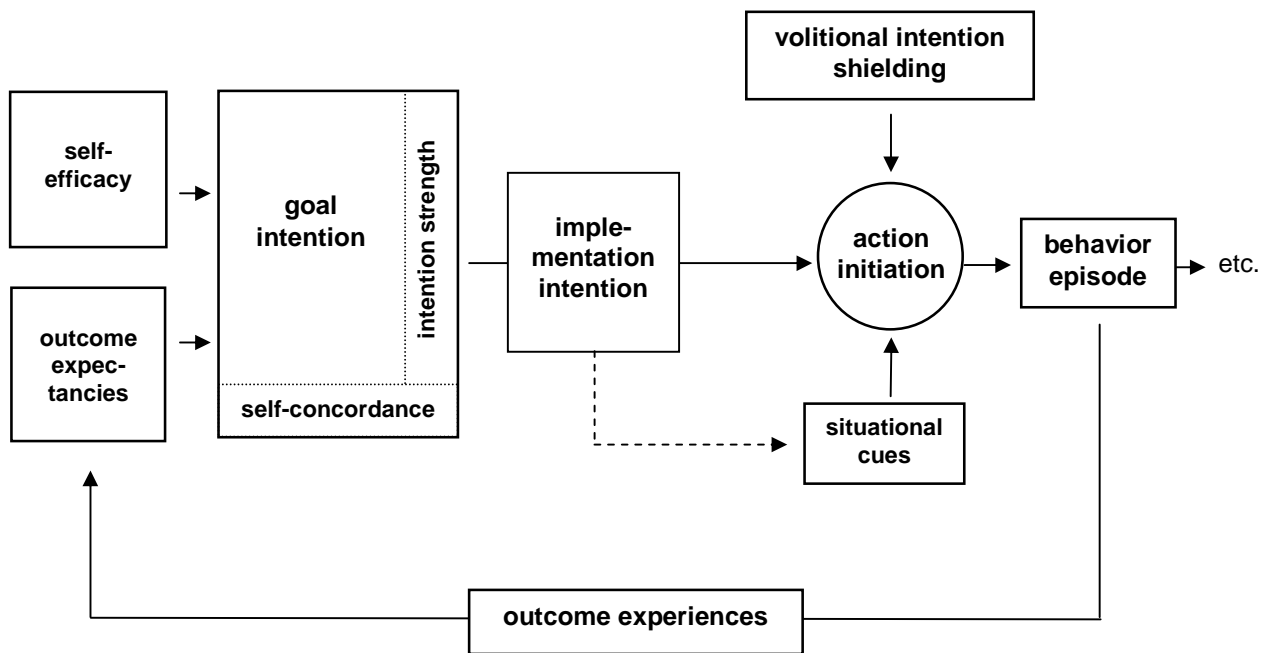 volitional intention
shielding
self-
efficacy
outcome
expec-
tancies
goal
intention
intention strength
self-concordance
imple-
mentation
intention
action
initiation
situational
cues
behavior
episode
etc.
outcome experiences